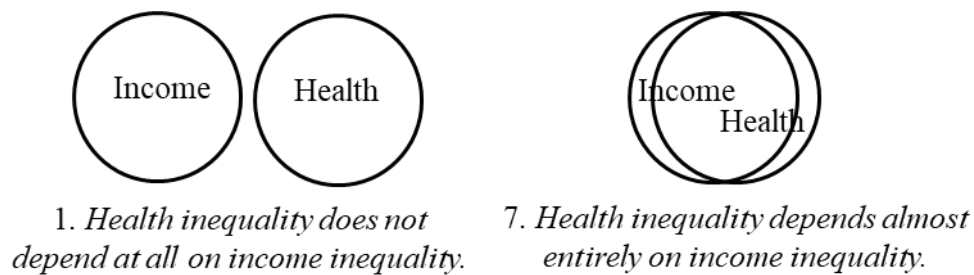 Income
Health
Income
Health
1. Health inequality does not
depend at all on income inequality.
7. Health inequality depends almost
entirely on income inequality.